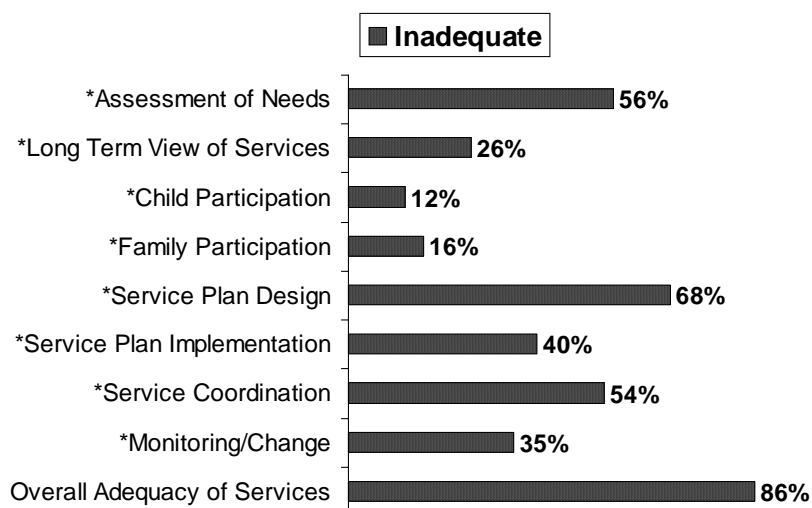 Inadequate
*Assessment of Needs 56%
*Long Term View of Services 26%
*Child Participation 12%
*Family Participation 16%
*Service Plan Design 68%
*Service Plan Implementation 40%
*Service Coordination 54%
*Monitoring/Change 35%
Overall Adequacy of Services 86%